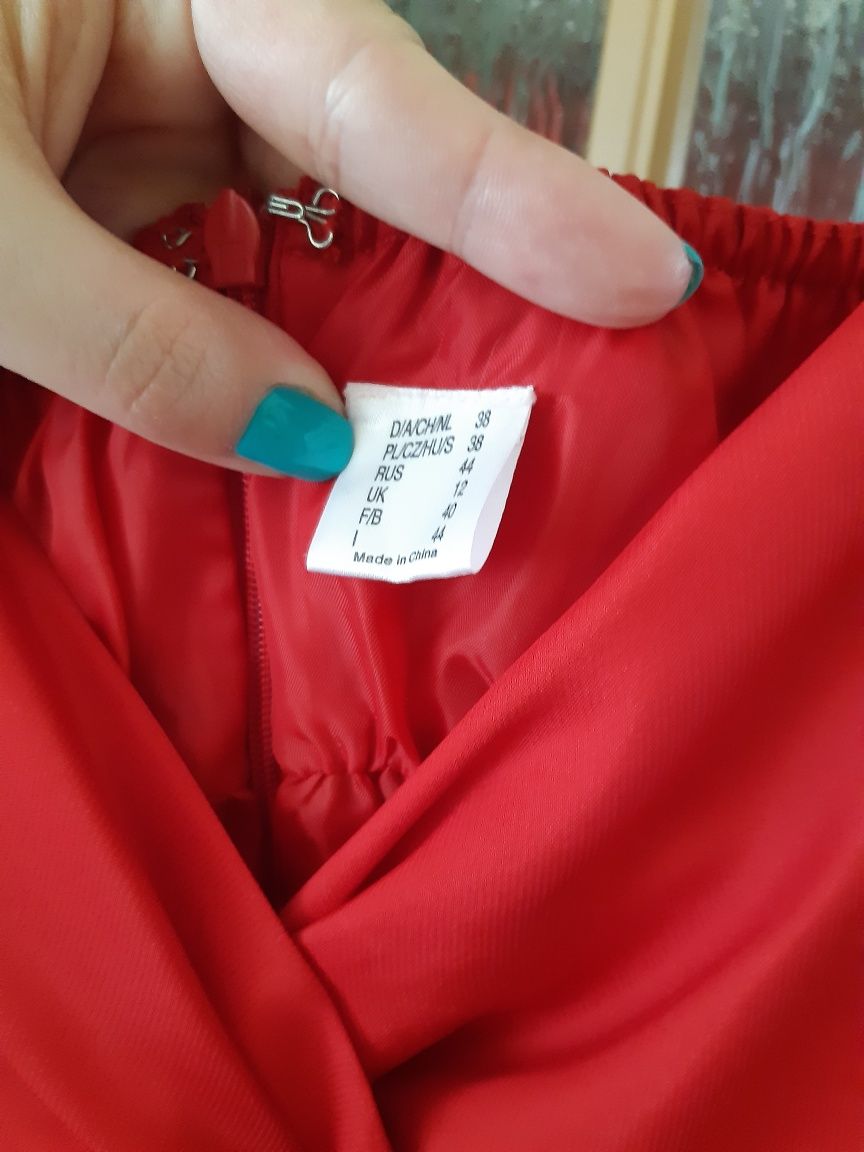 D/A/CH/NL 38
PL/CZ/HU/S 38
RUS 44
UK 12
F/B 40
I 44
Made in China